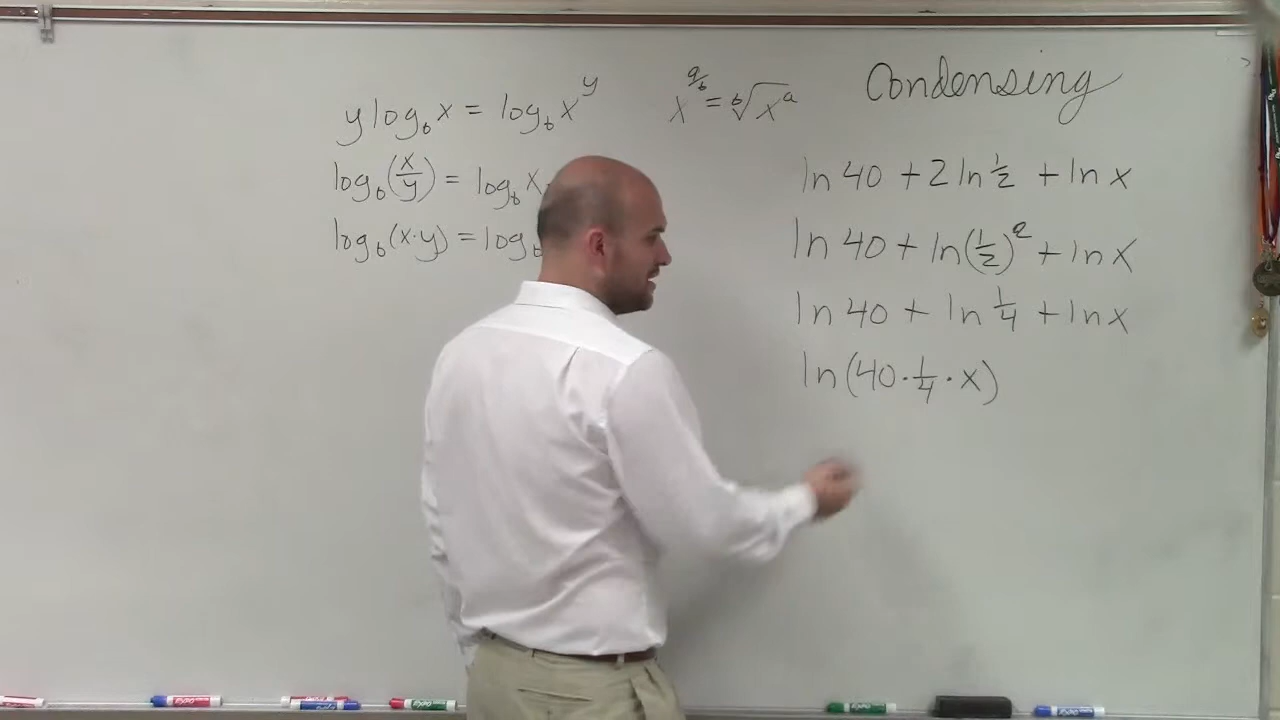 Condensing
y log_b x = log_b x^y
x^(a/b) = ᵇ√(x^a)
log_b(x/y) = log_b x
log_b(x·y) = log_b
ln 40 + 2 ln 1/2 + ln x
ln 40 + ln(1/2)^2 + ln x
ln 40 + ln 1/4 + ln x
ln(40 · 1/4 · x)